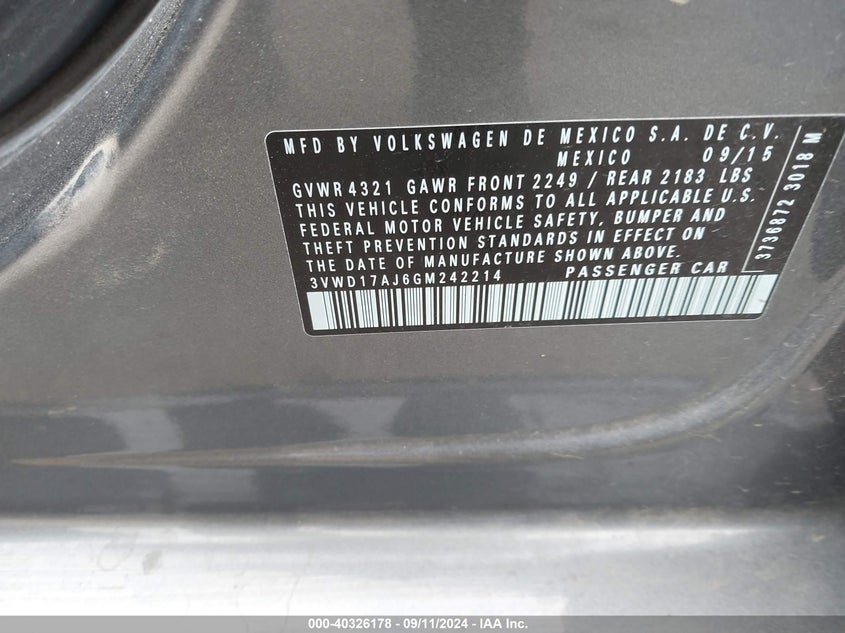 MFD BY VOLKSWAGEN DE MEXICO S.A. DE C.V.
MEXICO 09/15
GVWR 4321 GAWR FRONT 2249 / REAR 2183 LBS
THIS VEHICLE CONFORMS TO ALL APPLICABLE U.S.
FEDERAL MOTOR VEHICLE SAFETY, BUMPER AND
THEFT PREVENTION STANDARDS IN EFFECT ON
THE DATE OF MANUFACTURE SHOWN ABOVE.
3VWD17AJ6GM242214 PASSENGER CAR
3736872 3018 M
000-40326178 - 09/11/2024 - IAA Inc.